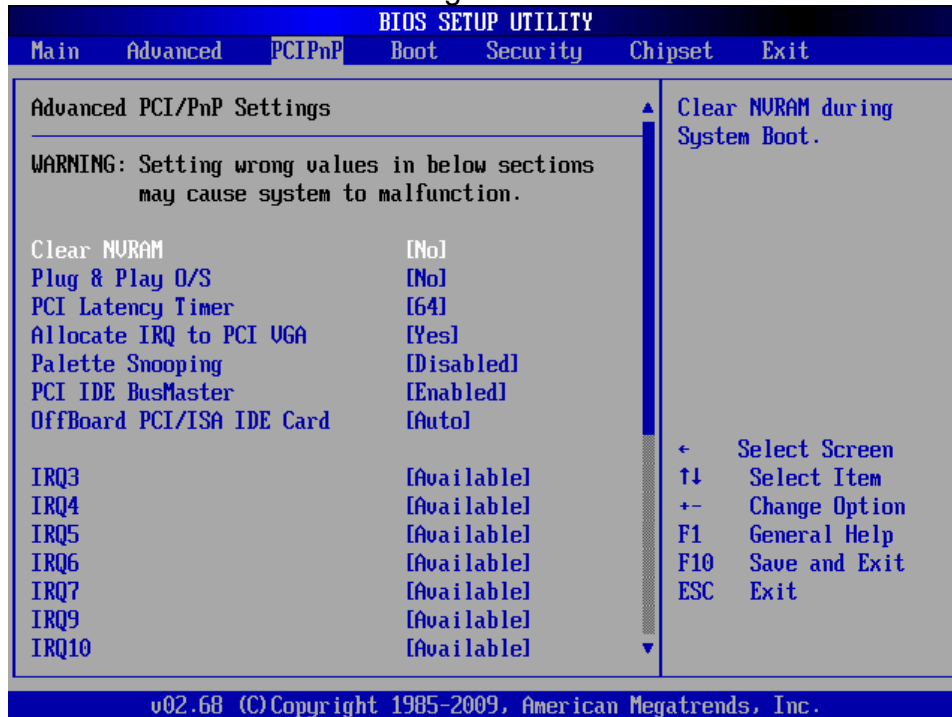 BIOS SETUP UTILITY
Main Advanced PCIPnP Boot Security Chipset Exit
Advanced PCI/PnP Settings
WARNING: Setting wrong values in below sections
may cause system to malfunction.
Clear NVRAM [No]
Plug & Play O/S [No]
PCI Latency Timer [64]
Allocate IRQ to PCI VGA [Yes]
Palette Snooping [Disabled]
PCI IDE BusMaster [Enabled]
OffBoard PCI/ISA IDE Card [Auto]
IRQ3 [Available]
IRQ4 [Available]
IRQ5 [Available]
IRQ6 [Available]
IRQ7 [Available]
IRQ9 [Available]
IRQ10 [Available]
Clear NVRAM during
System Boot.
← Select Screen
↑↓ Select Item
+- Change Option
F1 General Help
F10 Save and Exit
ESC Exit
v02.68 (C)Copyright 1985-2009, American Megatrends, Inc.